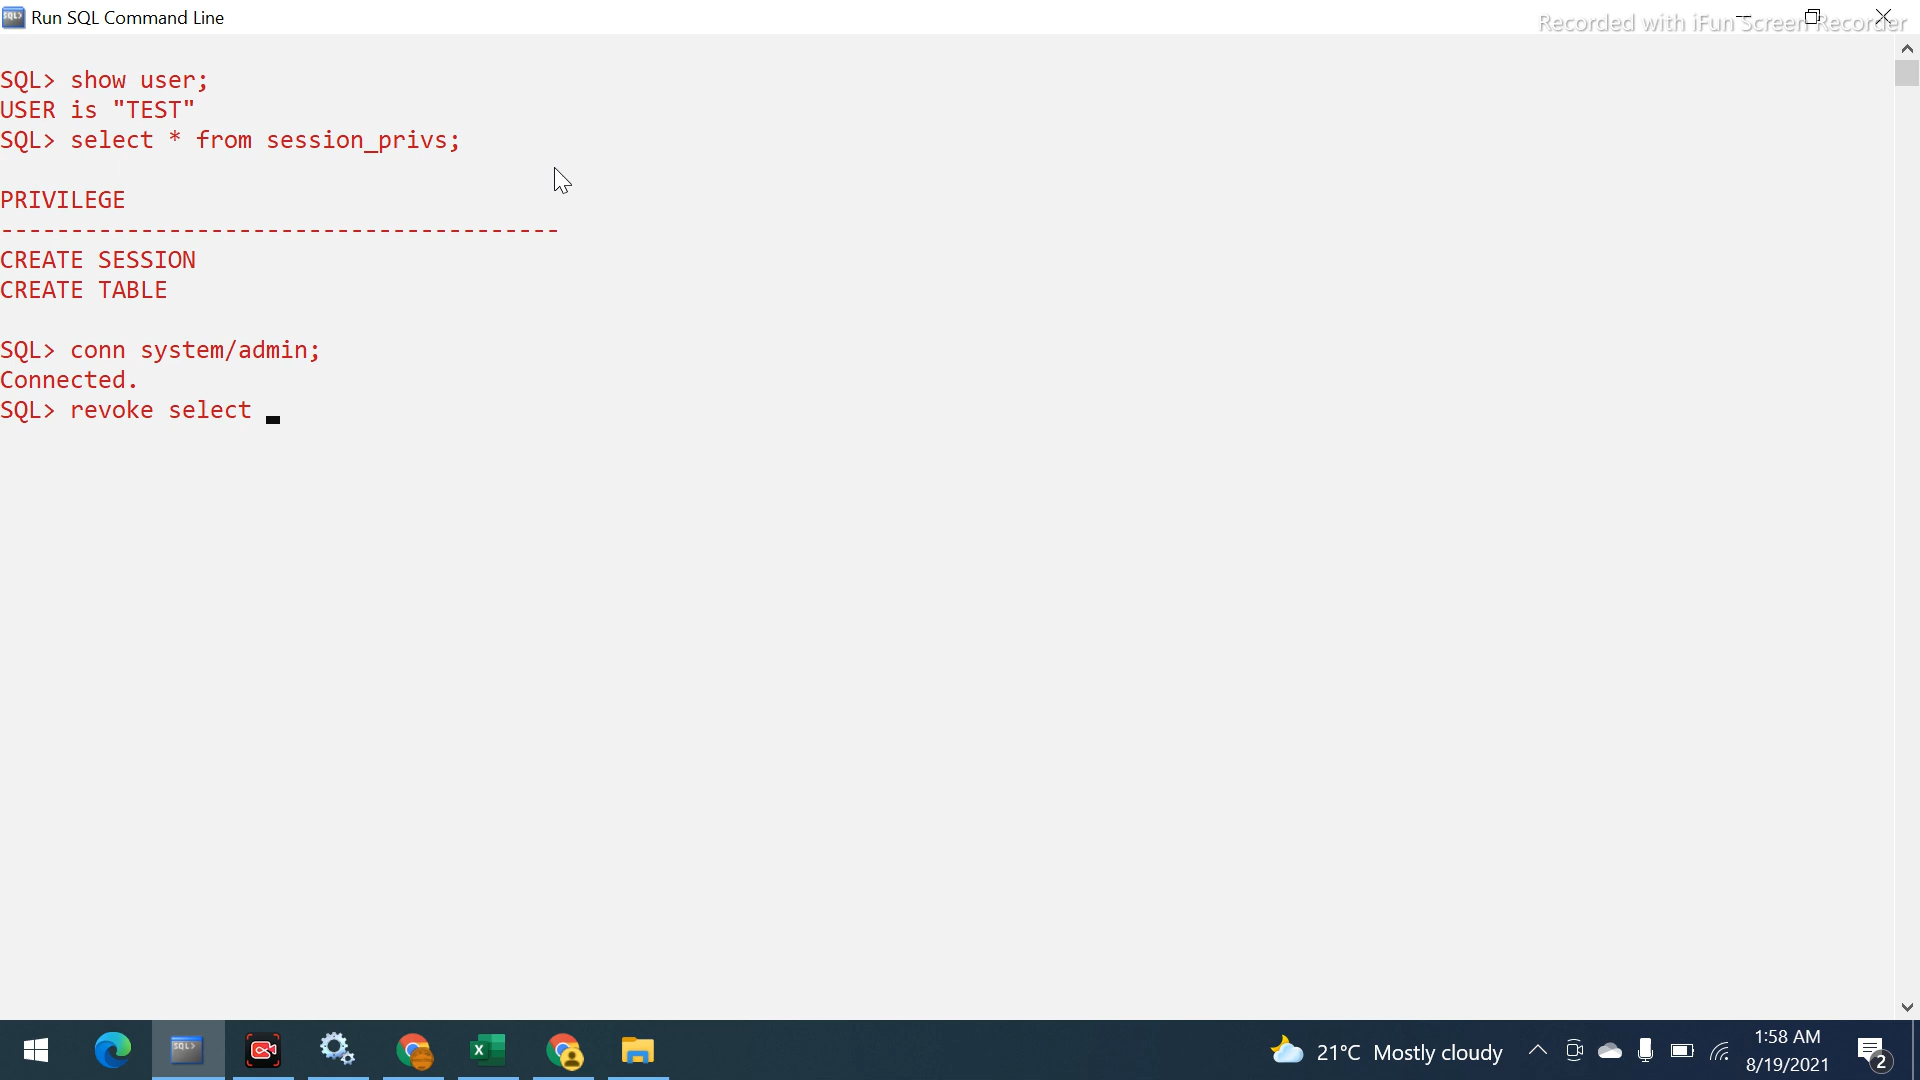 Run SQL Command Line
Recorded with iFun Screen Recorder
SQL> show user;
USER is "TEST"
SQL> select * from session_privs;
PRIVILEGE
----------------------------------------
CREATE SESSION
CREATE TABLE
SQL> conn system/admin;
Connected.
SQL> revoke select
21°C Mostly cloudy
1:58 AM
8/19/2021
2